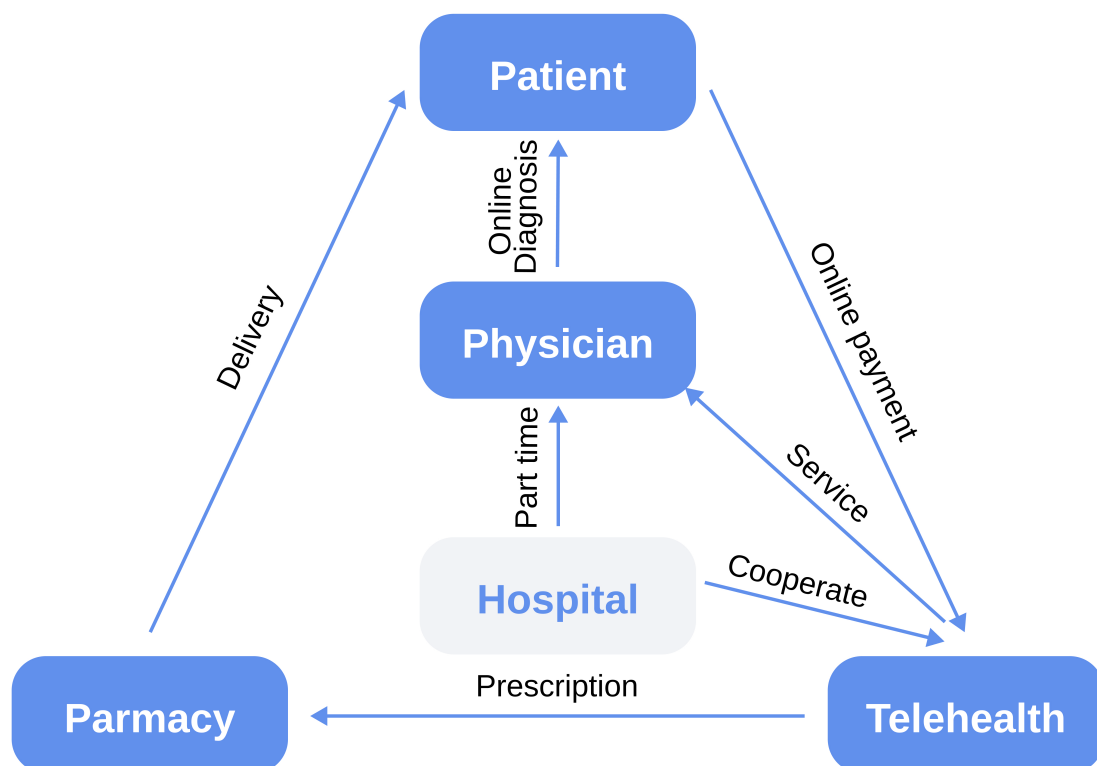 Patient
Online
Diagnosis
Online payment
Delivery
Physician
Part time
Service
Cooperate
Hospital
Prescription
Parmacy
Telehealth